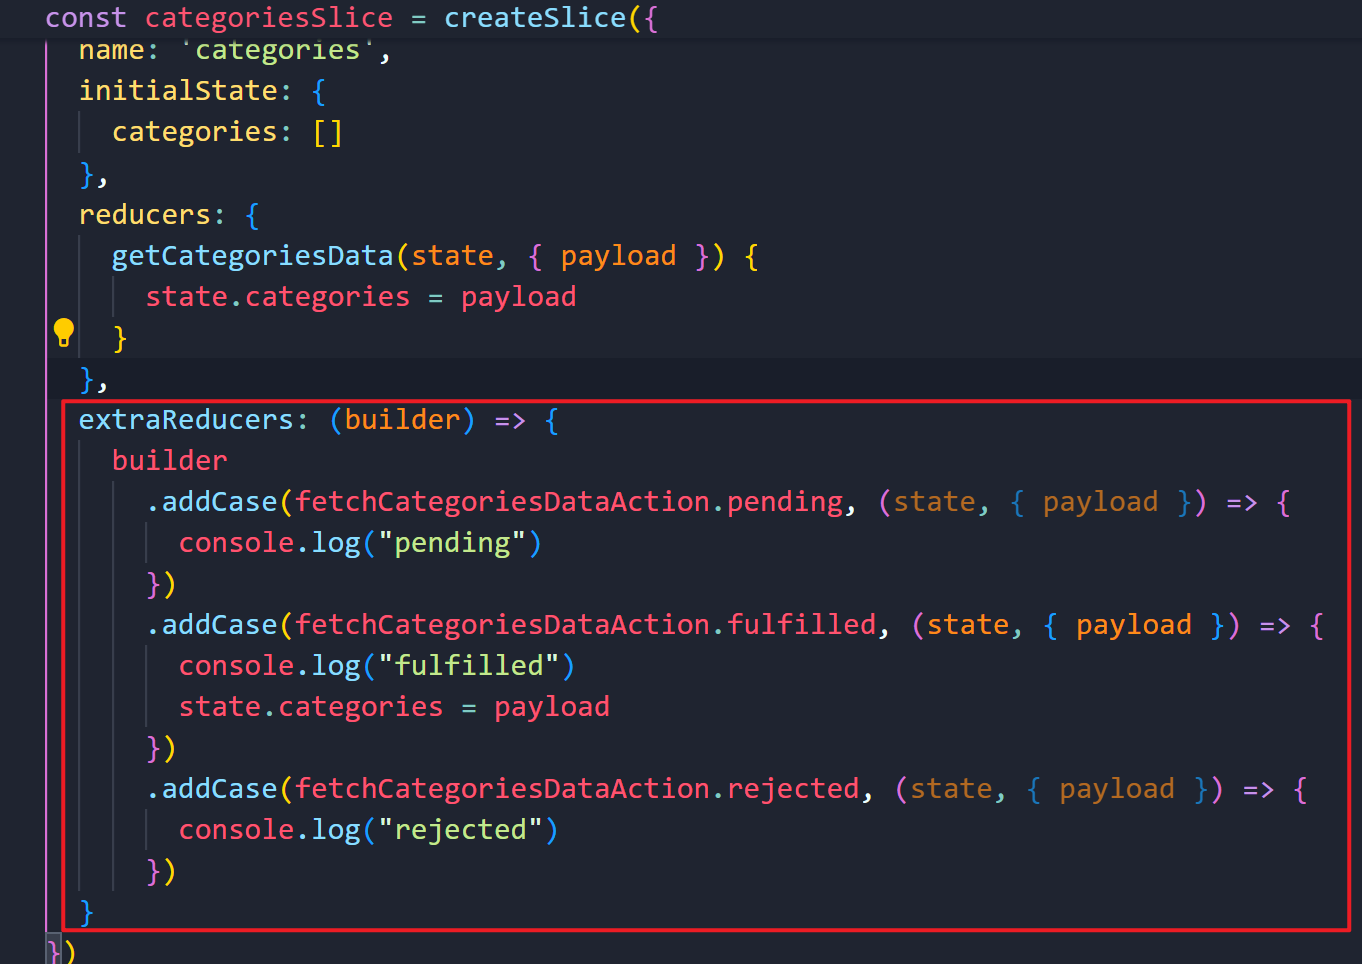 const categoriesSlice = createSlice({
name: 'categories',
initialState: {
categories: []
},
reducers: {
getCategoriesData(state, { payload }) {
state.categories = payload
}
},
extraReducers: (builder) => {
builder
.addCase(fetchCategoriesDataAction.pending, (state, { payload }) => {
console.log("pending")
})
.addCase(fetchCategoriesDataAction.fulfilled, (state, { payload }) => {
console.log("fulfilled")
state.categories = payload
})
.addCase(fetchCategoriesDataAction.rejected, (state, { payload }) => {
console.log("rejected")
})
}
})